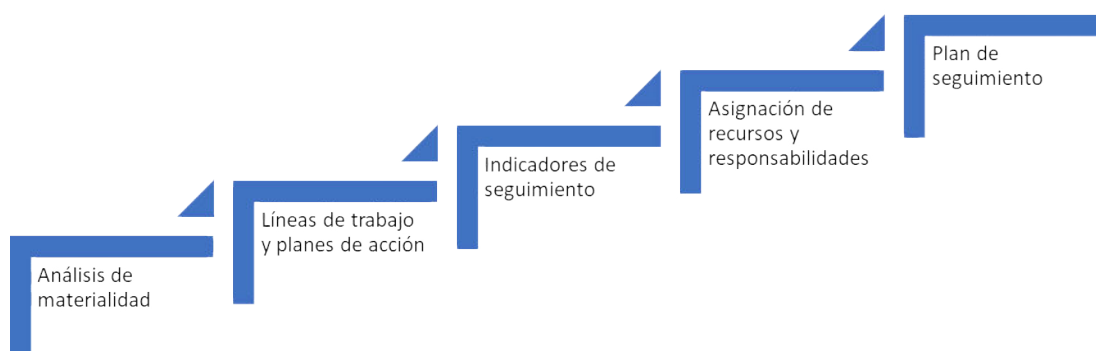 Análisis de
materialidad
Líneas de trabajo
y planes de acción
Indicadores de
seguimiento
Asignación de
recursos y
responsabilidades
Plan de
seguimiento